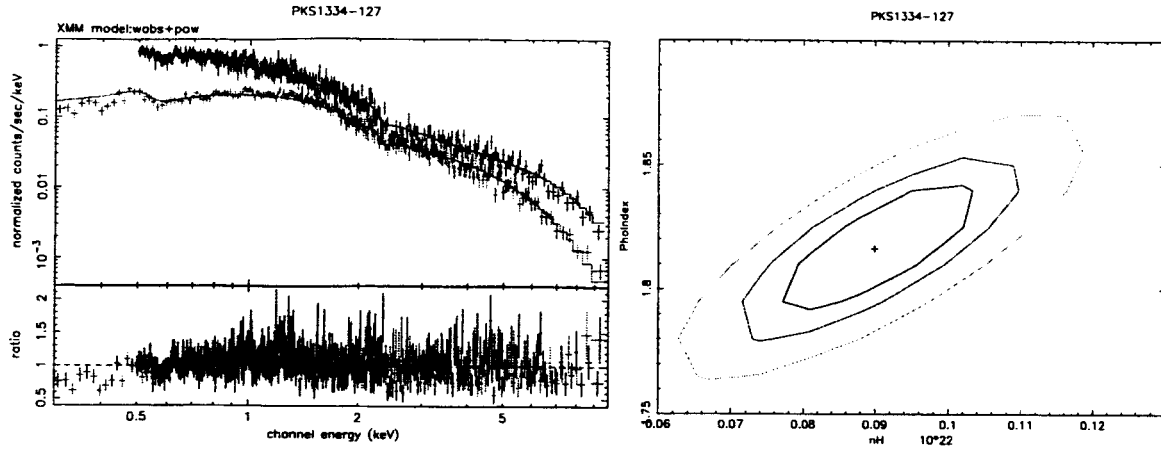 PKS1334-127
XMM model:wabs+pow
normalized counts/sec/keV
1
0.1
0.01
10⁻³
ratio
2
1.5
1
0.5
0.5
1
2
5
channel energy (keV)
PKS1334-127
PhoIndex
1.85
1.8
1.75
0.06
0.07
0.08
0.09
0.1
0.11
0.12
nH
10^22